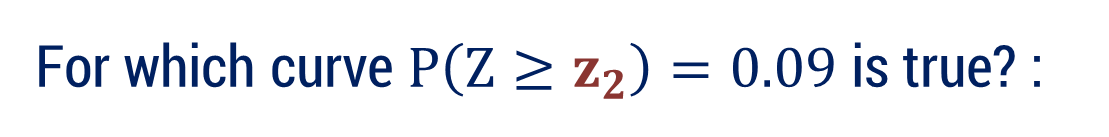 For which curve P(Z ≥ z₂) = 0.09 is true? :